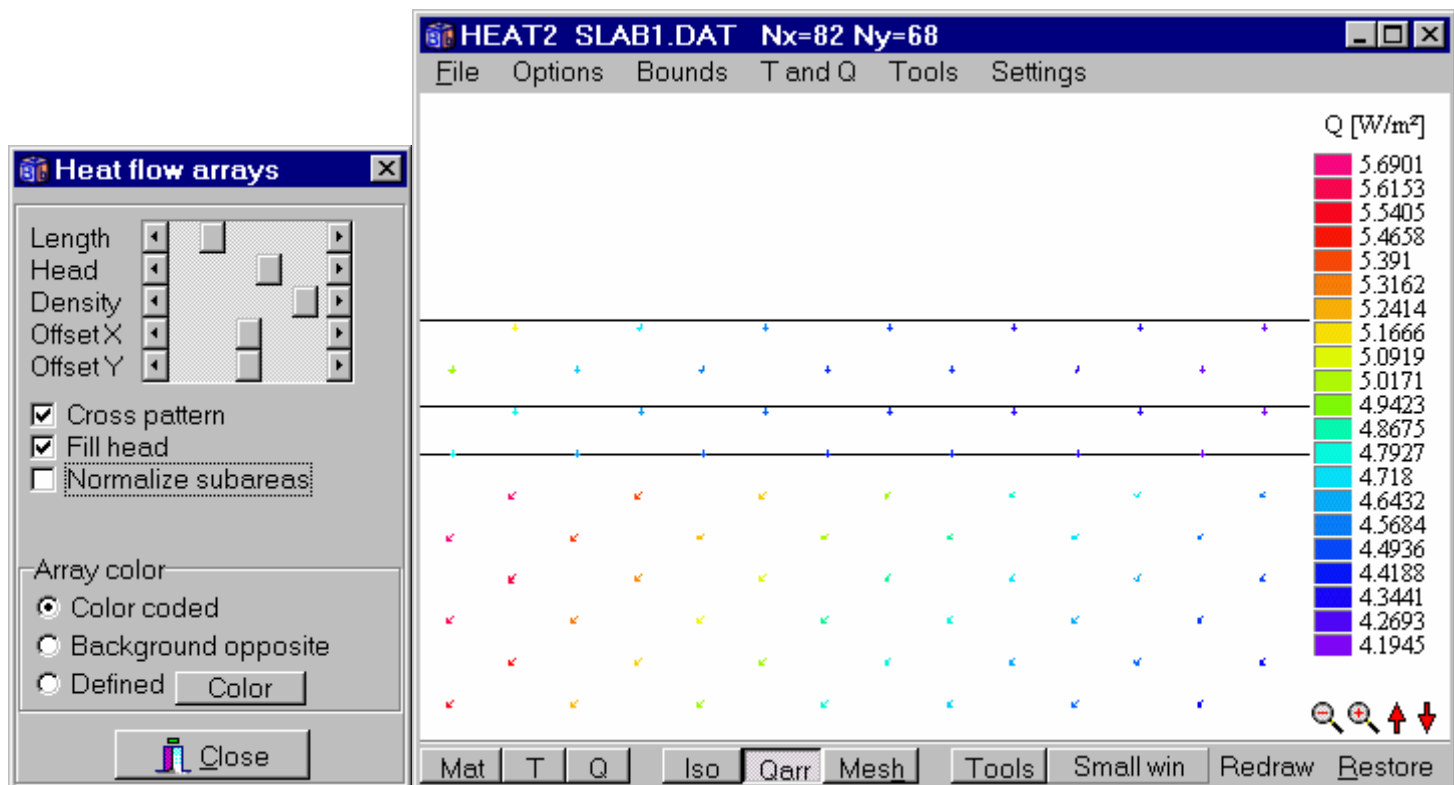 Heat flow arrays
Length
Head
Density
Offset X
Offset Y
Cross pattern
Fill head
Normalize subareas
Array color
Color coded
Background opposite
Defined Color
Close
HEAT2 SLAB1.DAT Nx=82 Ny=68
File Options Bounds T and Q Tools Settings
Q [W/m²]
5.6901
5.6153
5.5405
5.4658
5.391
5.3162
5.2414
5.1666
5.0919
5.0171
4.9423
4.8675
4.7927
4.718
4.6432
4.5684
4.4936
4.4188
4.3441
4.2693
4.1945
Mat T Q Iso Qarr Mesh Tools Small win Redraw Restore